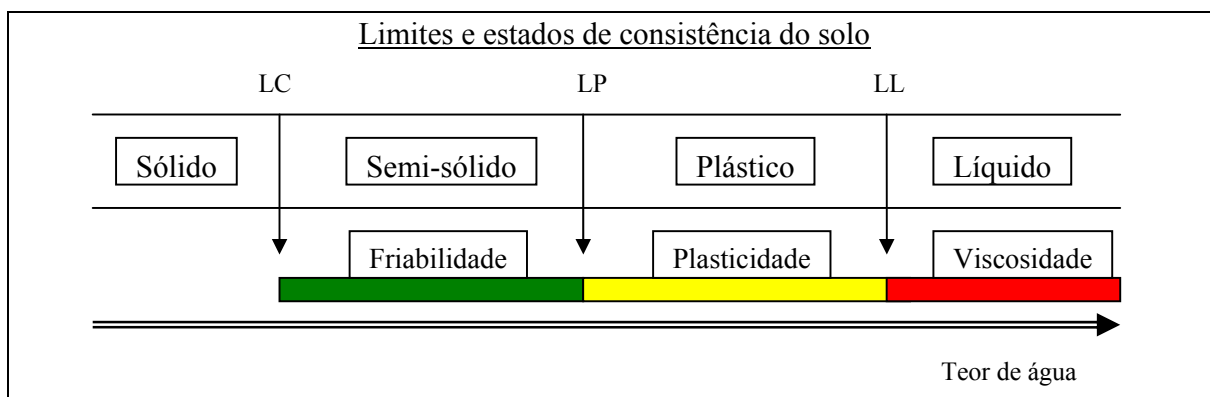 Limites e estados de consistência do solo
LC LP LL
Sólido Semi-sólido Plástico Líquido
Friabilidade Plasticidade Viscosidade
Teor de água